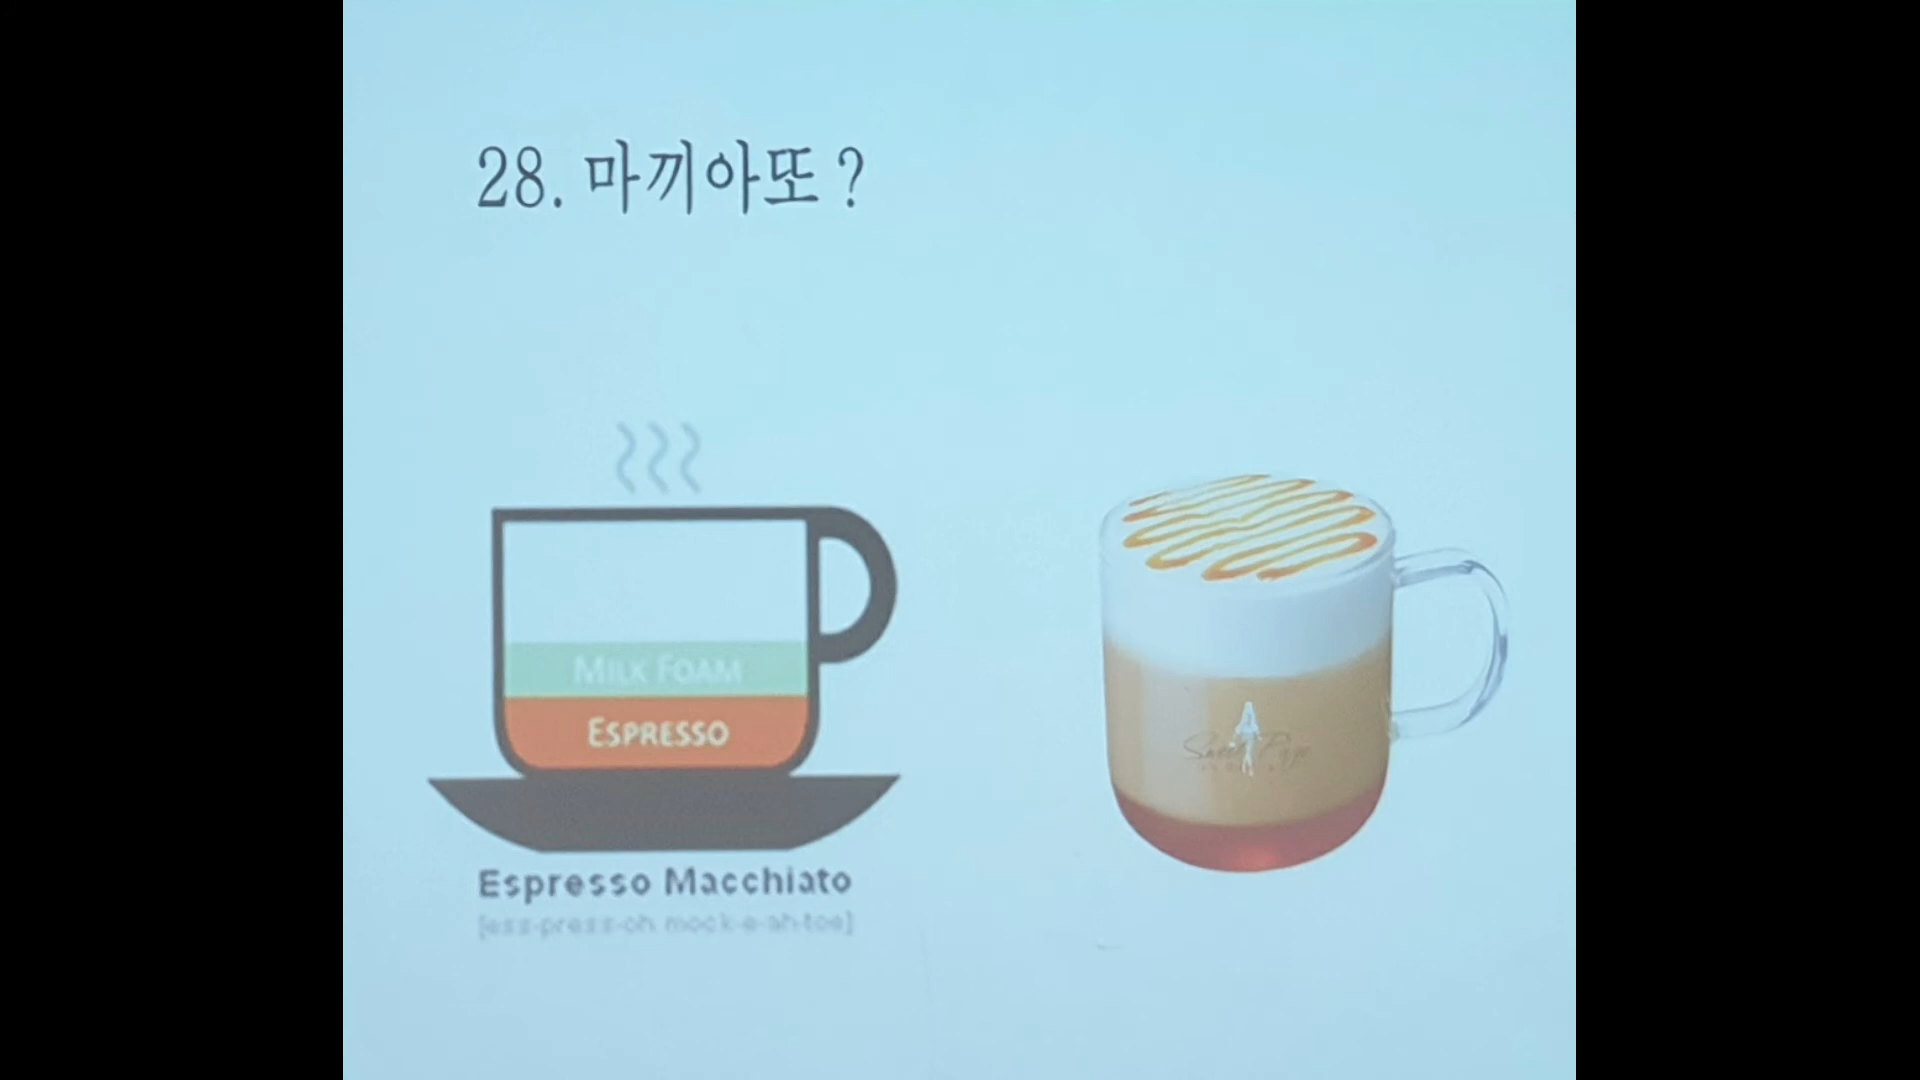 28. 마끼아또 ?
MILK FOAM
ESPRESSO
Espresso Macchiato
[ess-press-oh mock-e-ah-toe]